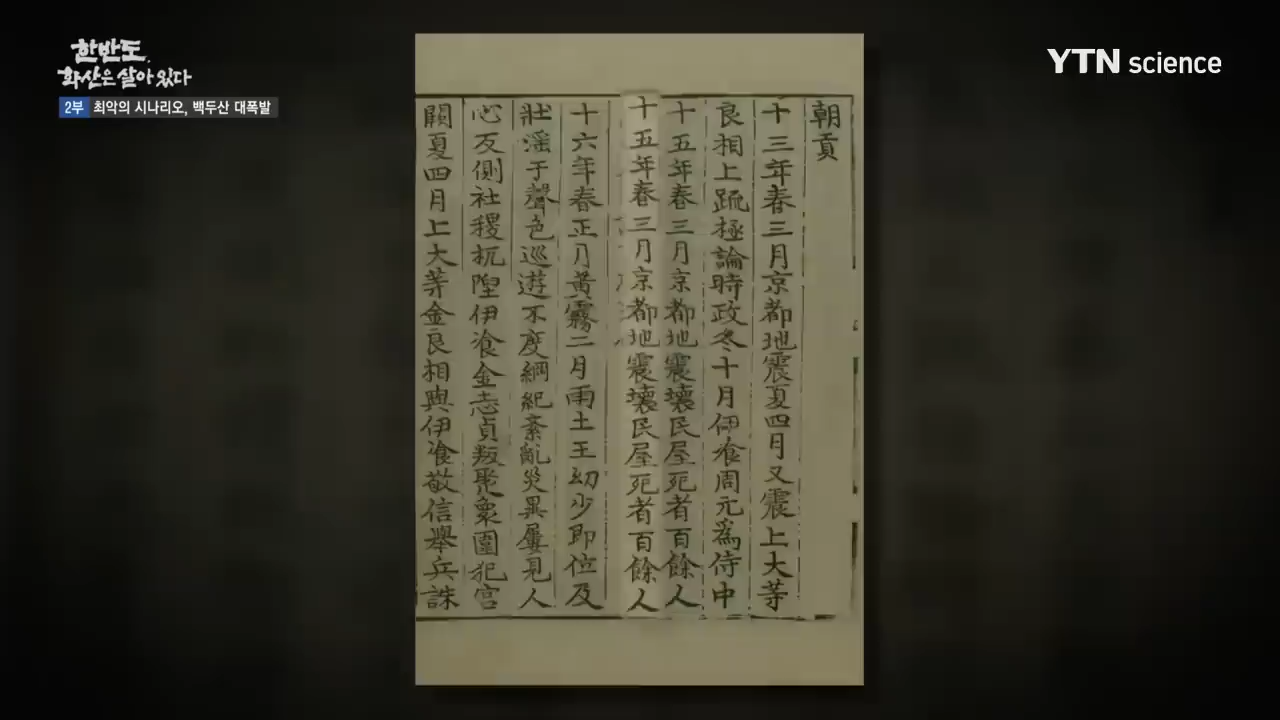 한반도,
화산은 살아 있다
2부 최악의 시나리오, 백두산 대폭발
YTN science
朝貢
十三年春三月京都地震夏四月又震上大等
良相上䟽極論時政冬十月伊飡周元爲侍中
十五年春三月京都地震壞民屋死者百餘人
十五年春三月京都地震壞民屋死者百餘人
十六年春正月黃霧二月雨土王幼少即位及
壯滛于聲色巡遊不度綱紀紊亂災異屢見人
心反側社稷扤隉伊飡金志貞叛聚衆圍犯宮
闕夏四月上大等金良相與伊飡敬信舉兵誅